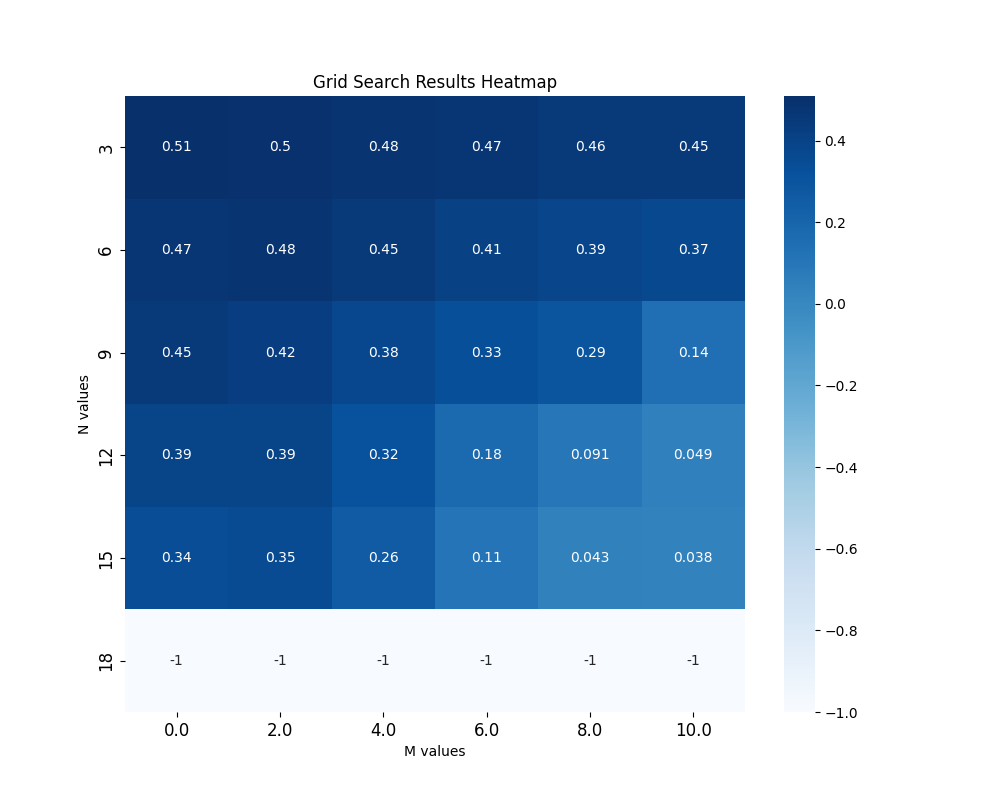 Grid Search Results Heatmap
3 0.51 0.5 0.48 0.47 0.46 0.45
6 0.47 0.48 0.45 0.41 0.39 0.37
9 0.45 0.42 0.38 0.33 0.29 0.14
12 0.39 0.39 0.32 0.18 0.091 0.049
15 0.34 0.35 0.26 0.11 0.043 0.038
18 -1 -1 -1 -1 -1 -1
0.0 2.0 4.0 6.0 8.0 10.0
M values
N values
0.4
0.2
0.0
−0.2
−0.4
−0.6
−0.8
−1.0